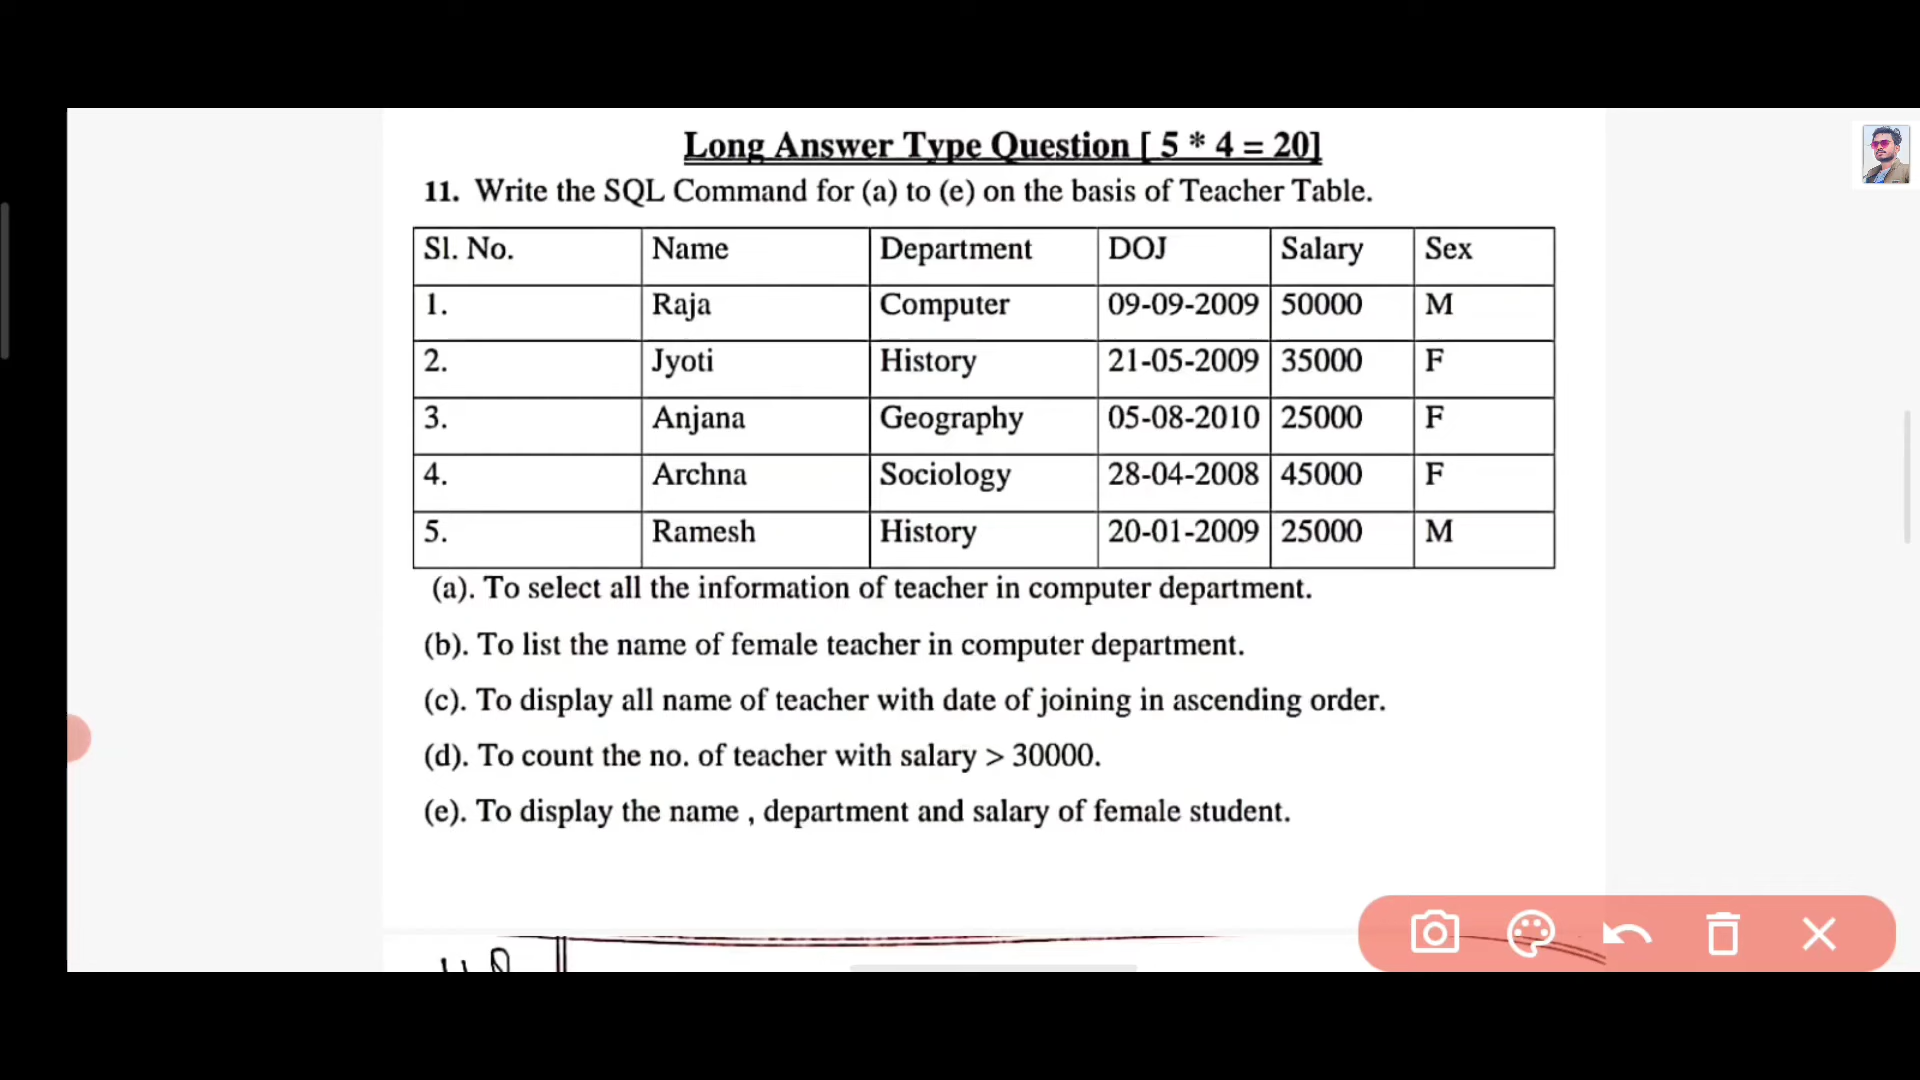 Long Answer Type Question [ 5 * 4 = 20]
11. Write the SQL Command for (a) to (e) on the basis of Teacher Table.
Sl. No. Name Department DOJ Salary Sex
1. Raja Computer 09-09-2009 50000 M
2. Jyoti History 21-05-2009 35000 F
3. Anjana Geography 05-08-2010 25000 F
4. Archna Sociology 28-04-2008 45000 F
5. Ramesh History 20-01-2009 25000 M
(a). To select all the information of teacher in computer department.
(b). To list the name of female teacher in computer department.
(c). To display all name of teacher with date of joining in ascending order.
(d). To count the no. of teacher with salary > 30000.
(e). To display the name , department and salary of female student.